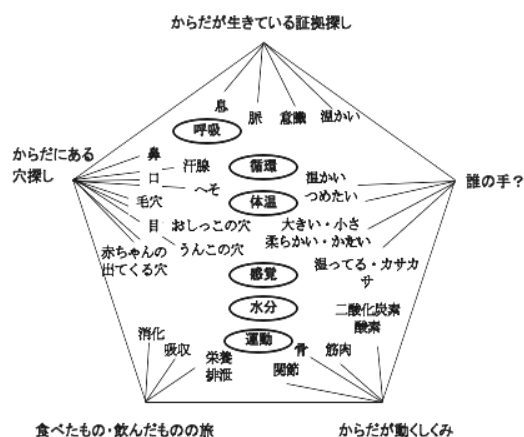 からだが生きている証拠探し
息
脈
意識
温かい
呼吸
からだにある
穴探し
鼻
汗腺
口
へそ
毛穴
目
おしっこの穴
うんこの穴
赤ちゃんの
出てくる穴
循環
体温
温かい
つめたい
誰の手？
大きい・小さ
柔らかい・かたい
湿ってる・カサカ
サ
感覚
水分
運動
二酸化炭素
酸素
消化
吸収
栄養
排泄
骨
筋肉
関節
食べたもの・飲んだものの旅
からだが動くしくみ